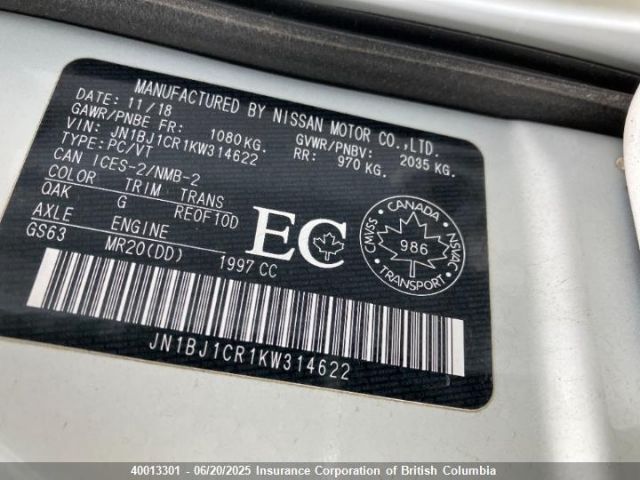 MANUFACTURED BY NISSAN MOTOR CO.,LTD.
DATE: 11/18
GAWR/PNBE FR: 1080 KG. GVWR/PNBV: 2035 KG.
VIN: JN1BJ1CR1KW314622 RR: 970 KG.
TYPE: PC/VT
CAN ICES-2/NMB-2
COLOR TRIM TRANS
OAK G RE0F10D
AXLE ENGINE
GS63 MR20(DD) 1997 CC
EC
CANADA
CMVSS 986 NSVAC
TRANSPORT
JN1BJ1CR1KW314622
40013301 - 06/20/2025 Insurance Corporation of British Columbia